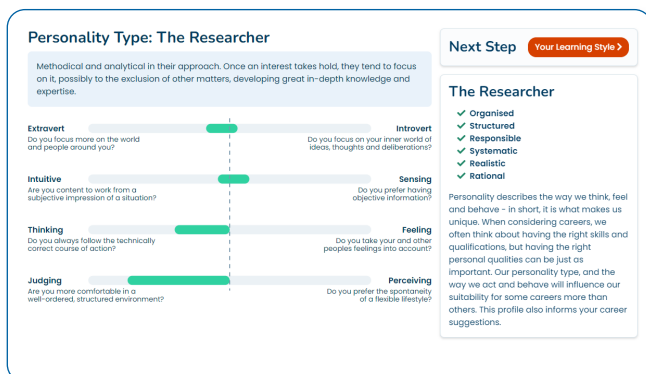 Personality Type: The Researcher
Methodical and analytical in their approach. Once an interest takes hold, they tend to focus
on it, possibly to the exclusion of other matters, developing great in-depth knowledge and
expertise.
Extravert
Do you focus more on the world
and people around you?
Introvert
Do you focus on your inner world of
ideas, thoughts and deliberations?
Intuitive
Are you content to work from a
subjective impression of a situation?
Sensing
Do you prefer having
objective information?
Thinking
Do you always follow the technically
correct course of action?
Feeling
Do you take your and other
peoples feelings into account?
Judging
Are you more comfortable in a
well-ordered, structured environment?
Perceiving
Do you prefer the spontaneity
of a flexible lifestyle?
Next Step
Your Learning Style
The Researcher
Organised
Structured
Responsible
Systematic
Realistic
Rational
Personality describes the way we think, feel
and behave - in short, it is what makes us
unique. When considering careers, we
often think about having the right skills and
qualifications, but having the right
personal qualities can be just as
important. Our personality type, and the
way we act and behave will influence our
suitability for some careers more than
others. This profile also informs your career
suggestions.